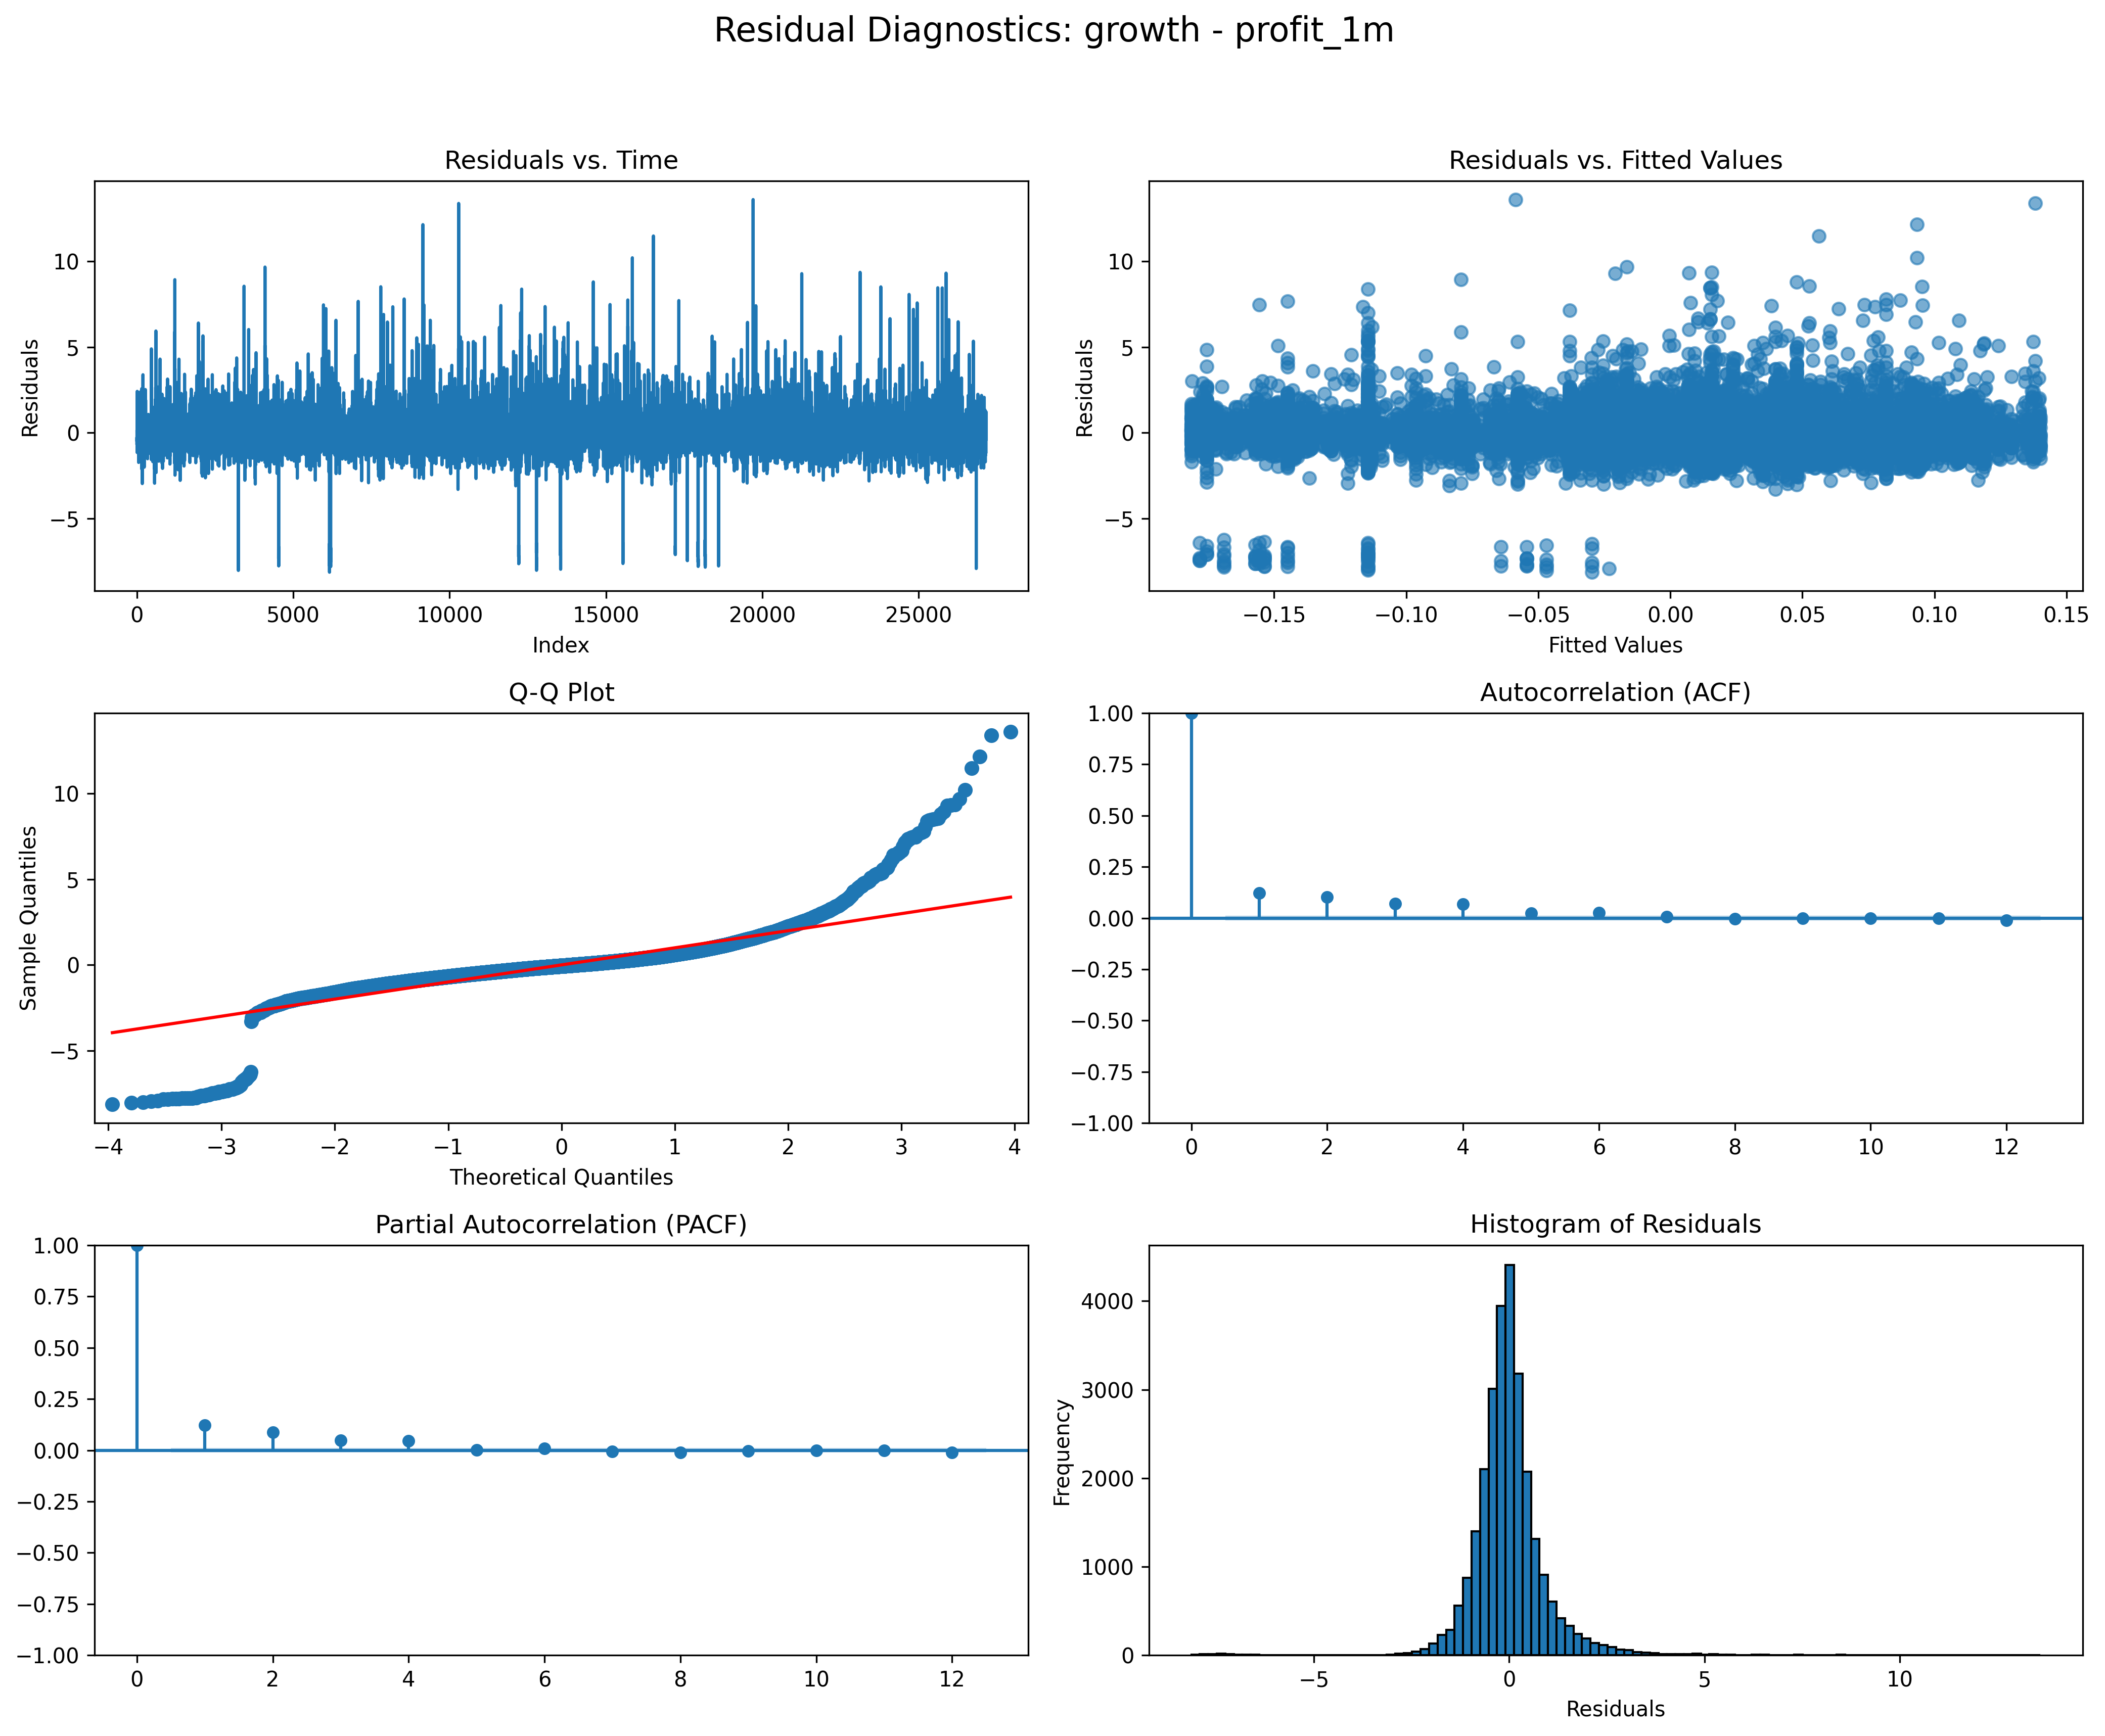 Residual Diagnostics: growth - profit_1m
Residuals vs. Time
Residuals
10
5
0
−5
0 5000 10000 15000 20000 25000
Index
Residuals vs. Fitted Values
Residuals
10
5
0
−5
−0.15 −0.10 −0.05 0.00 0.05 0.10 0.15
Fitted Values
Q-Q Plot
Sample Quantiles
10
5
0
−5
−4 −3 −2 −1 0 1 2 3 4
Theoretical Quantiles
Autocorrelation (ACF)
1.00
0.75
0.50
0.25
0.00
−0.25
−0.50
−0.75
−1.00
0 2 4 6 8 10 12
Partial Autocorrelation (PACF)
1.00
0.75
0.50
0.25
0.00
−0.25
−0.50
−0.75
−1.00
0 2 4 6 8 10 12
Histogram of Residuals
Frequency
4000
3000
2000
1000
0
−5 0 5 10
Residuals